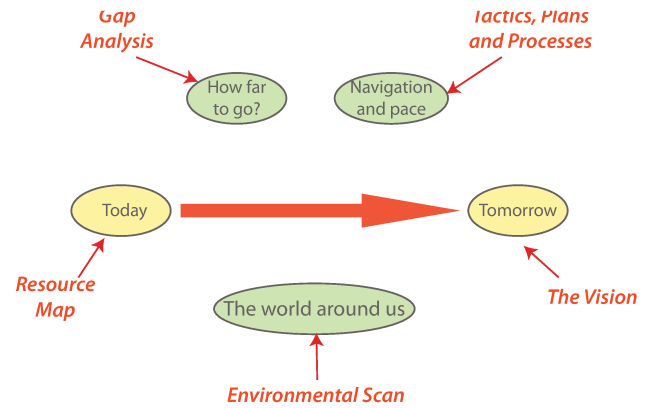 Gap
Analysis
Tactics, Plans
and Processes
How far
to go?
Navigation
and pace
Today
Tomorrow
Resource
Map
The Vision
The world around us
Environmental Scan